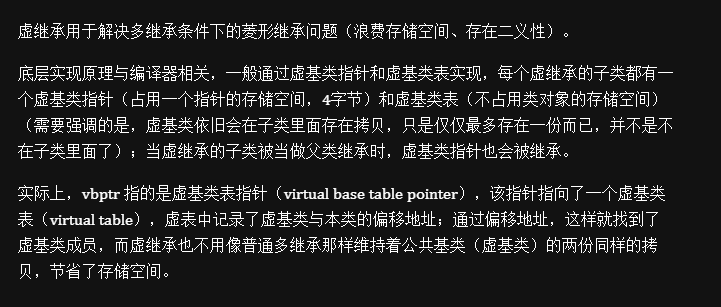 虚继承用于解决多继承条件下的菱形继承问题（浪费存储空间、存在二义性）。
底层实现原理与编译器相关，一般通过虚基类指针和虚基类表实现，每个虚继承的子类都有一
个虚基类指针（占用一个指针的存储空间，4字节）和虚基类表（不占用类对象的存储空间）
（需要强调的是，虚基类依旧会在子类里面存在拷贝，只是仅仅最多存在一份而已，并不是不
在子类里面了）；当虚继承的子类被当做父类继承时，虚基类指针也会被继承。
实际上，vbptr 指的是虚基类表指针（virtual base table pointer），该指针指向了一个虚基类
表（virtual table），虚表中记录了虚基类与本类的偏移地址；通过偏移地址，这样就找到了
虚基类成员，而虚继承也不用像普通多继承那样维持着公共基类（虚基类）的两份同样的拷
贝，节省了存储空间。